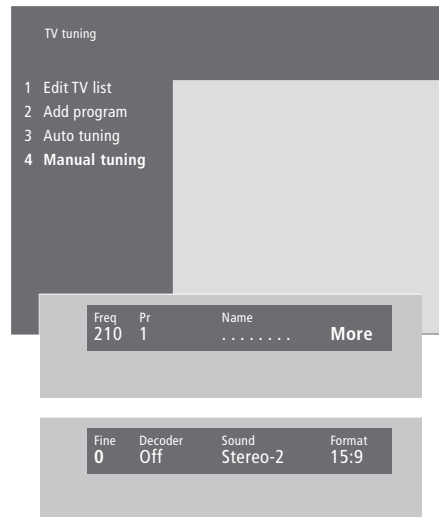 TV tuning
1 Edit TV list
2 Add program
3 Auto tuning
4 Manual tuning
Freq Pr Name
210 1 . . . . . . . . More
Fine Decoder Sound Format
0 Off Stereo-2 15:9